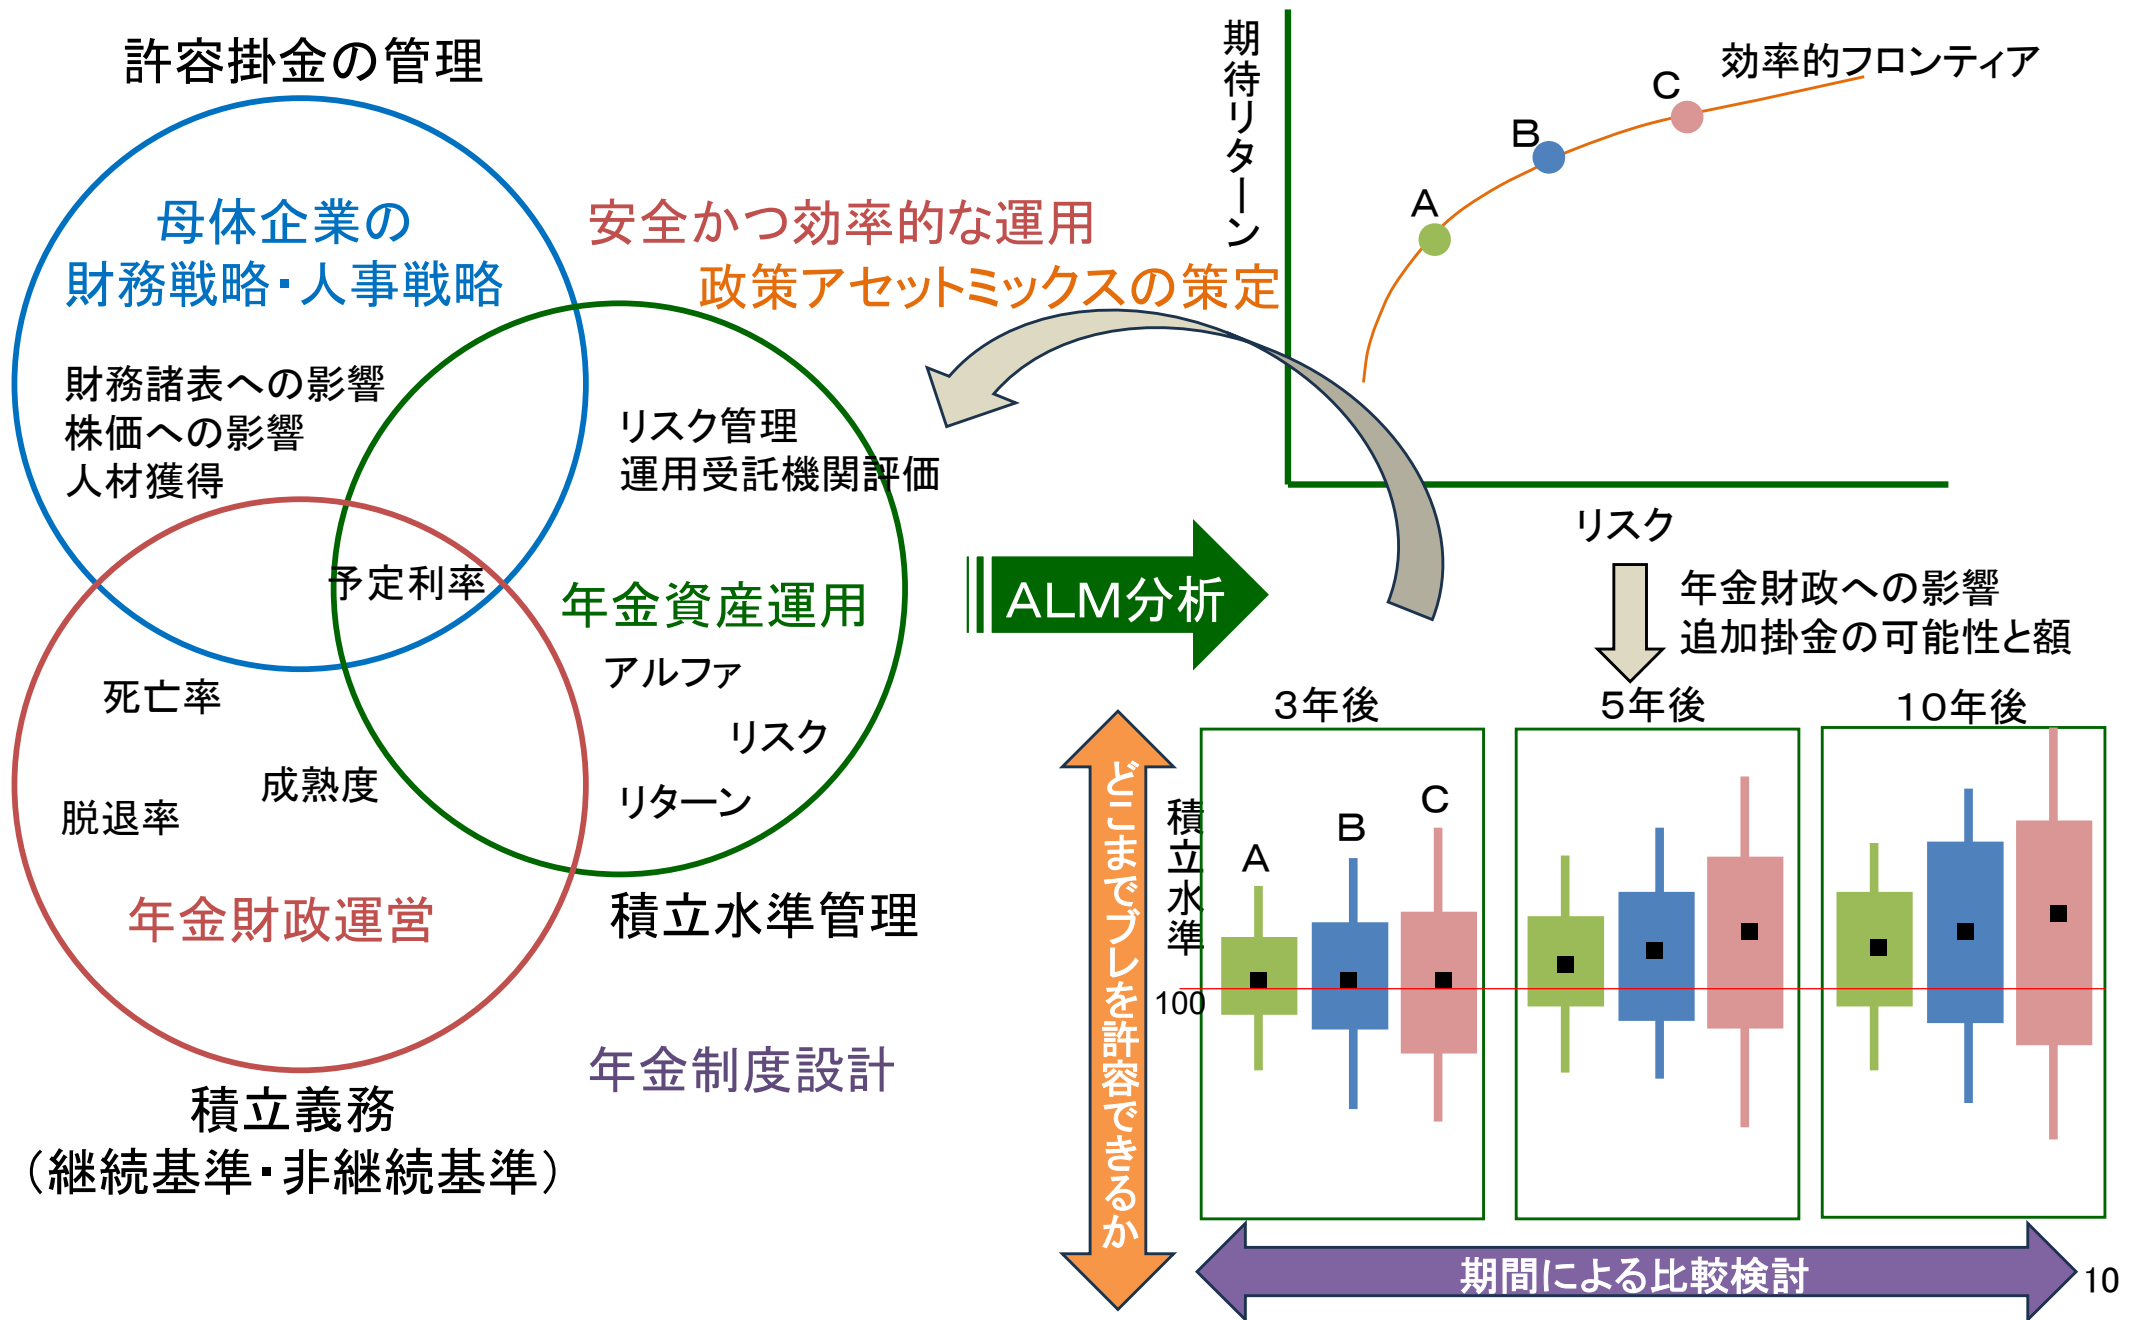 許容掛金の管理
母体企業の
財務戦略・人事戦略
財務諸表への影響
株価への影響
人材獲得
安全かつ効率的な運用
政策アセットミックスの策定
リスク管理
運用受託機関評価
予定利率
年金資産運用
アルファ
リスク
リターン
死亡率
成熟度
脱退率
年金財政運営
積立水準管理
年金制度設計
積立義務
（継続基準・非継続基準）
ALM分析
期待リターン
効率的フロンティア
A
B
C
リスク
年金財政への影響
追加掛金の可能性と額
どこまでブレを許容できるか
積立水準
100
3年後
5年後
10年後
A
B
C
期間による比較検討
10